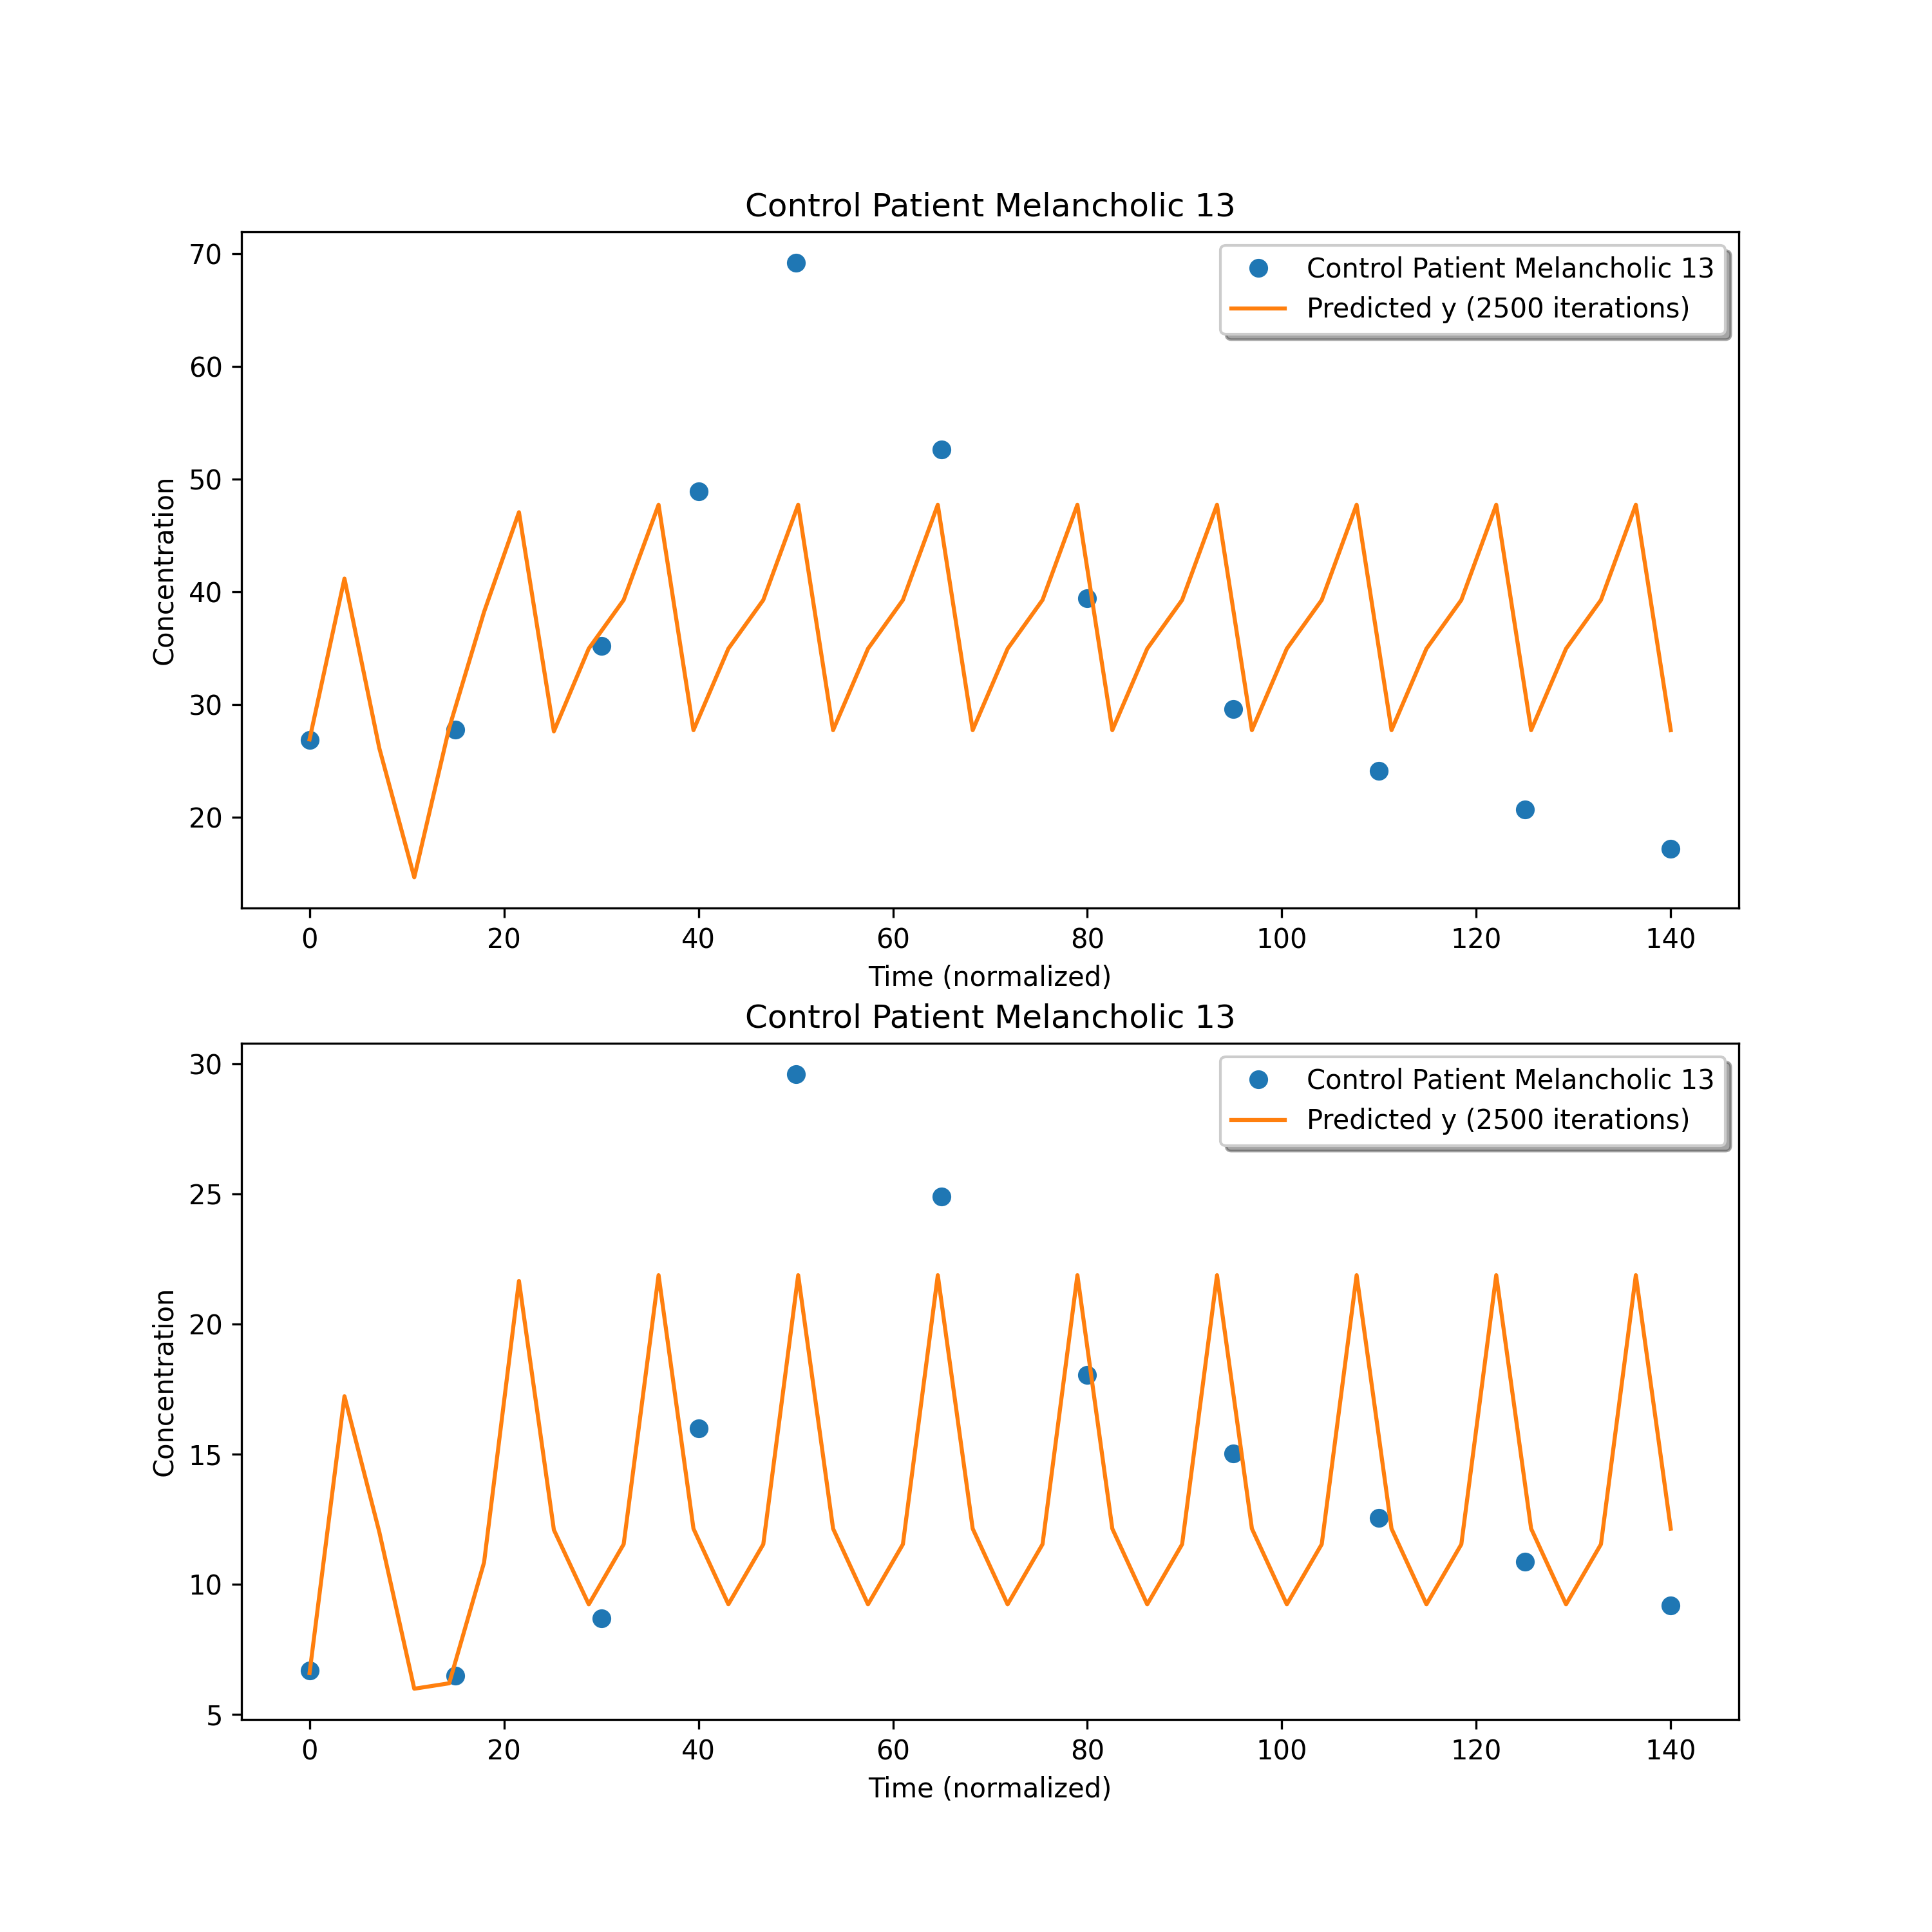 Control Patient Melancholic 13
70
60
50
40
30
20
Concentration
Control Patient Melancholic 13
Predicted y (2500 iterations)
0 20 40 60 80 100 120 140
Time (normalized)
Control Patient Melancholic 13
30
25
20
15
10
5
Concentration
Control Patient Melancholic 13
Predicted y (2500 iterations)
0 20 40 60 80 100 120 140
Time (normalized)